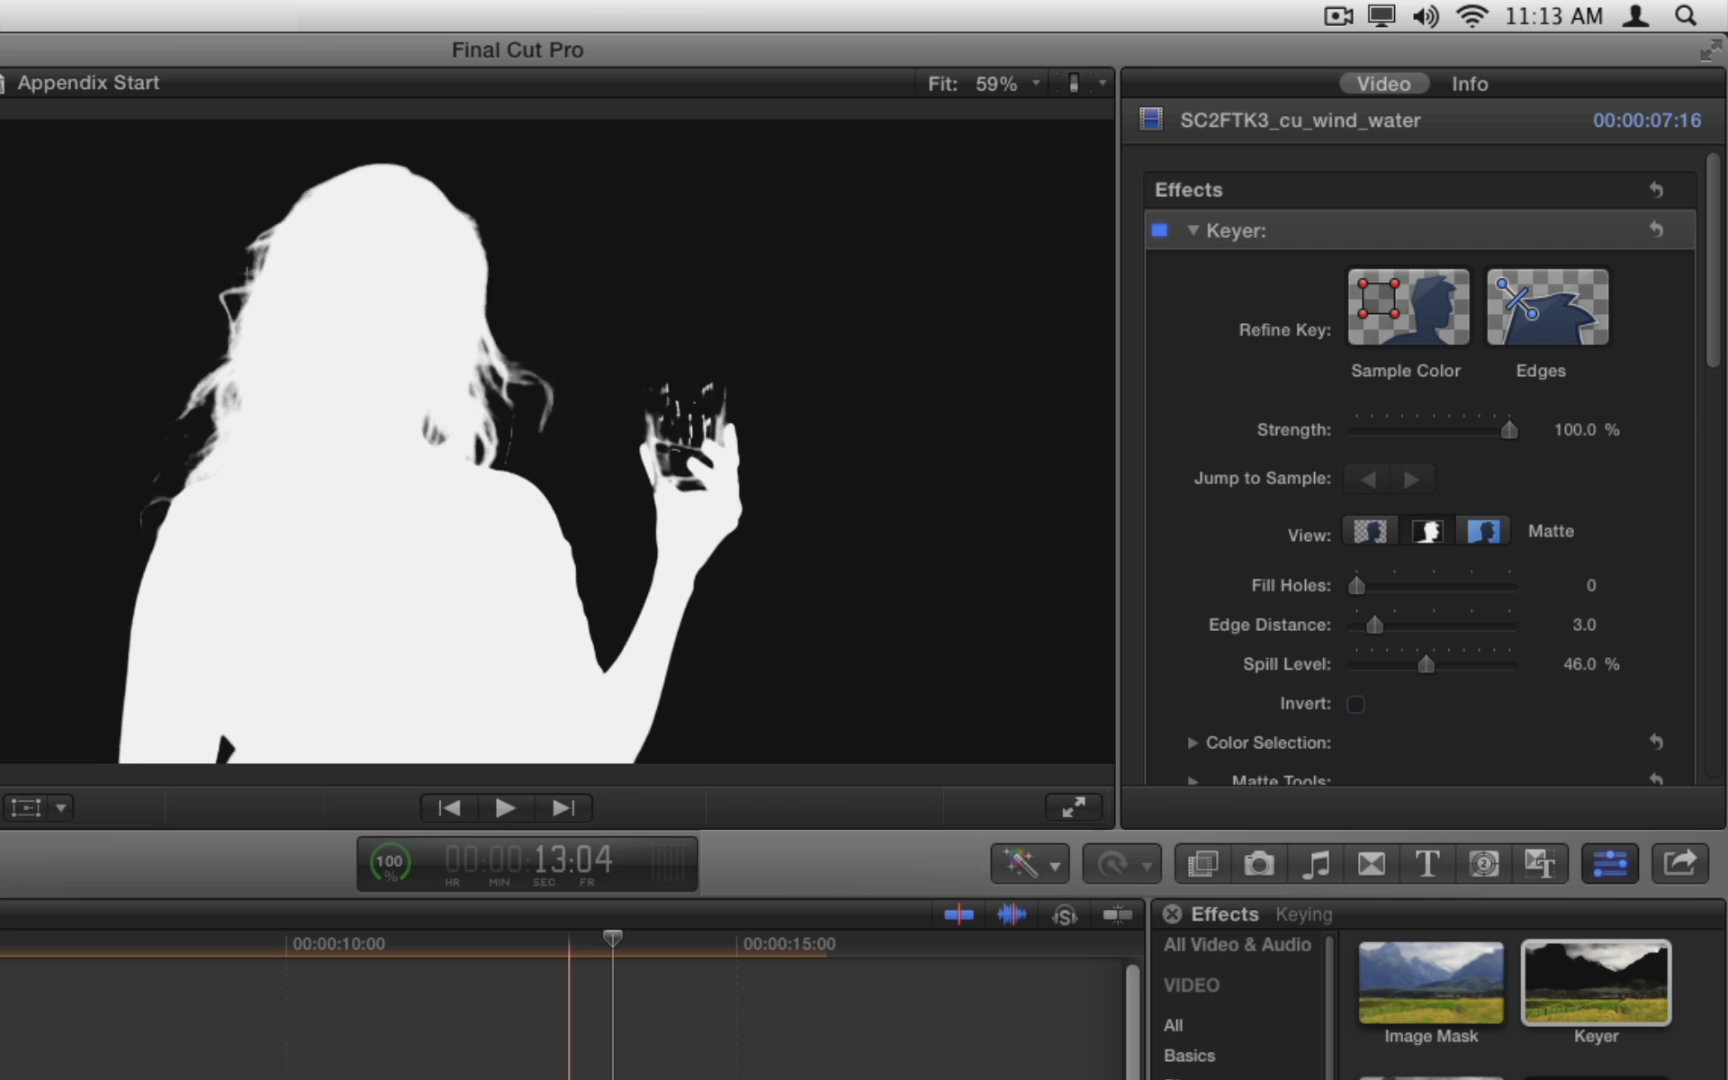 11:13 AM
Final Cut Pro
Appendix Start
Fit: 59%
Video Info
SC2FTK3_cu_wind_water 00:00:07:16
Effects
Keyer:
Refine Key:
Sample Color Edges
Strength: 100.0 %
Jump to Sample:
View: Matte
Fill Holes: 0
Edge Distance: 3.0
Spill Level: 46.0 %
Invert:
Color Selection:
Matte Tools:
100 %
00:00:13:04
HR MIN SEC FR
00:00:10:00 00:00:15:00
Effects Keying
All Video & Audio
VIDEO
All
Basics
Image Mask Keyer